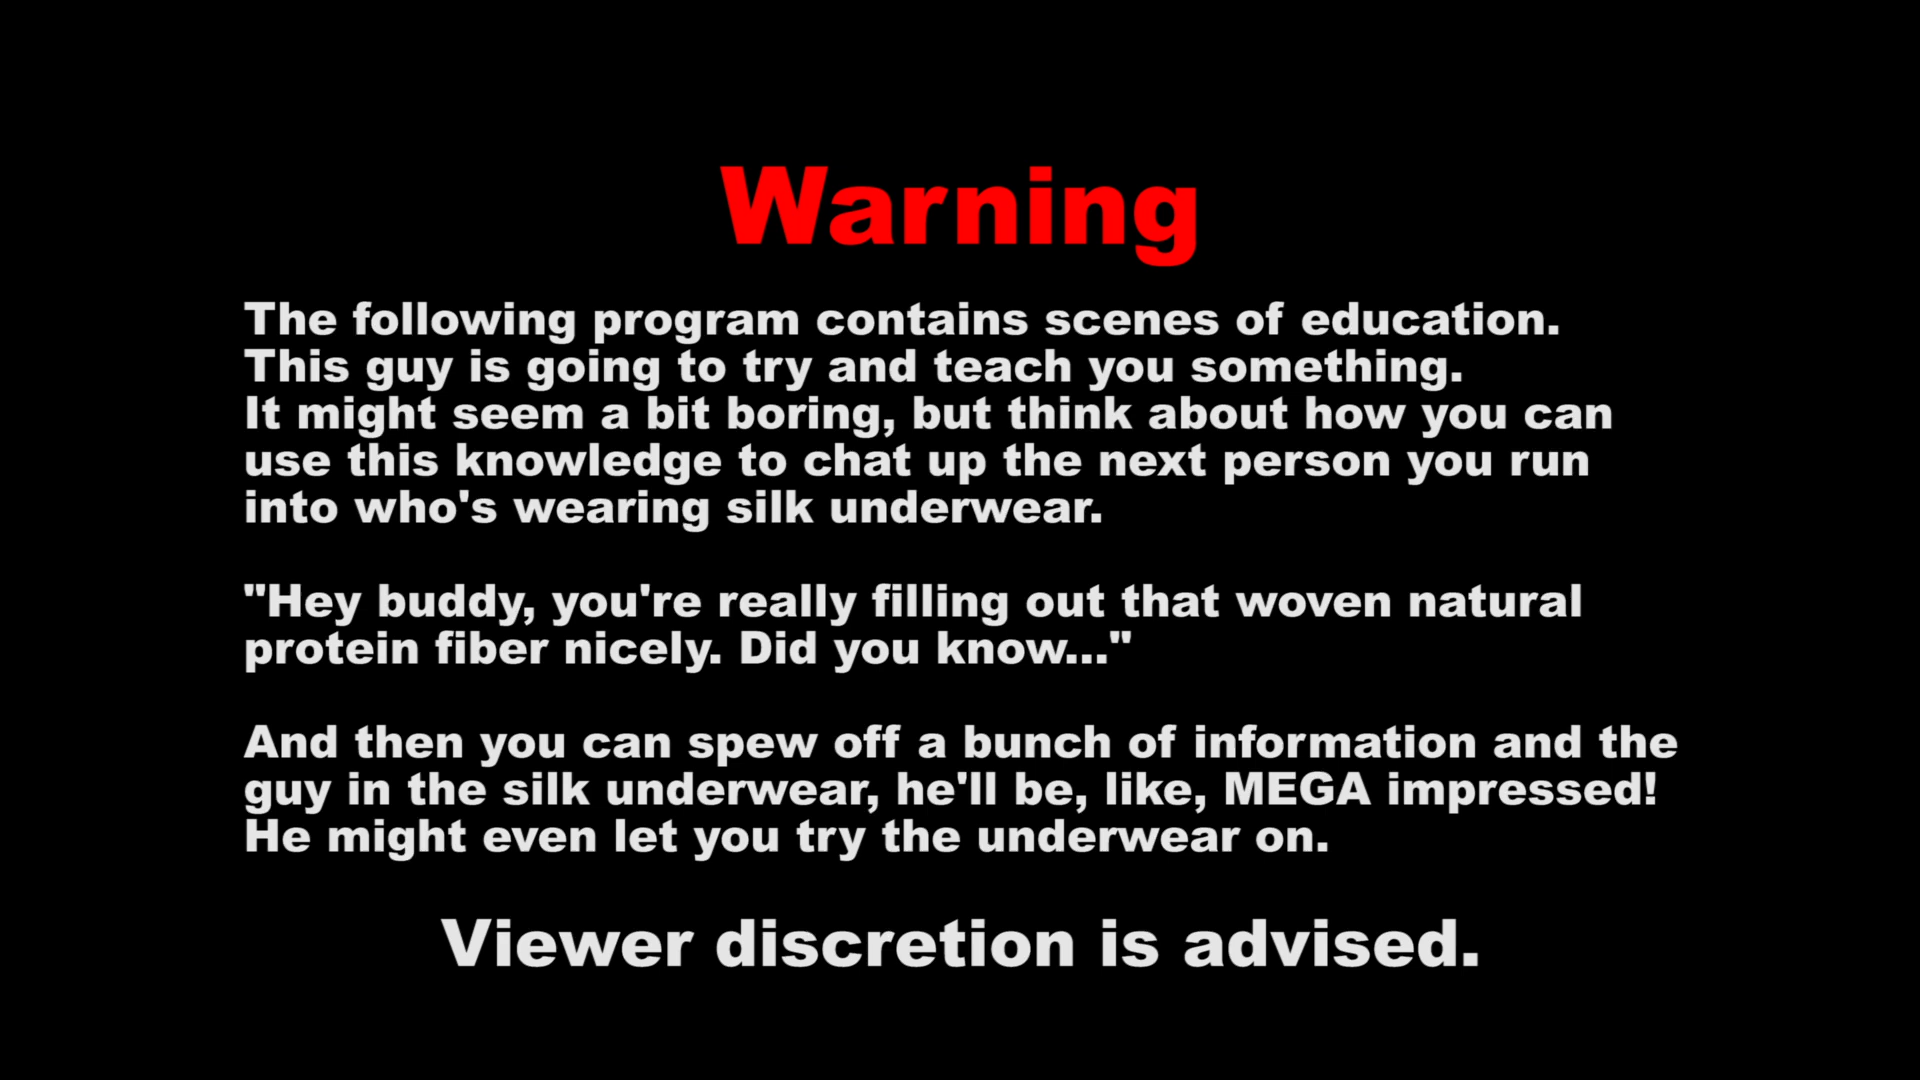 Warning
The following program contains scenes of education.
This guy is going to try and teach you something.
It might seem a bit boring, but think about how you can
use this knowledge to chat up the next person you run
into who's wearing silk underwear.
"Hey buddy, you're really filling out that woven natural
protein fiber nicely. Did you know..."
And then you can spew off a bunch of information and the
guy in the silk underwear, he'll be, like, MEGA impressed!
He might even let you try the underwear on.
Viewer discretion is advised.